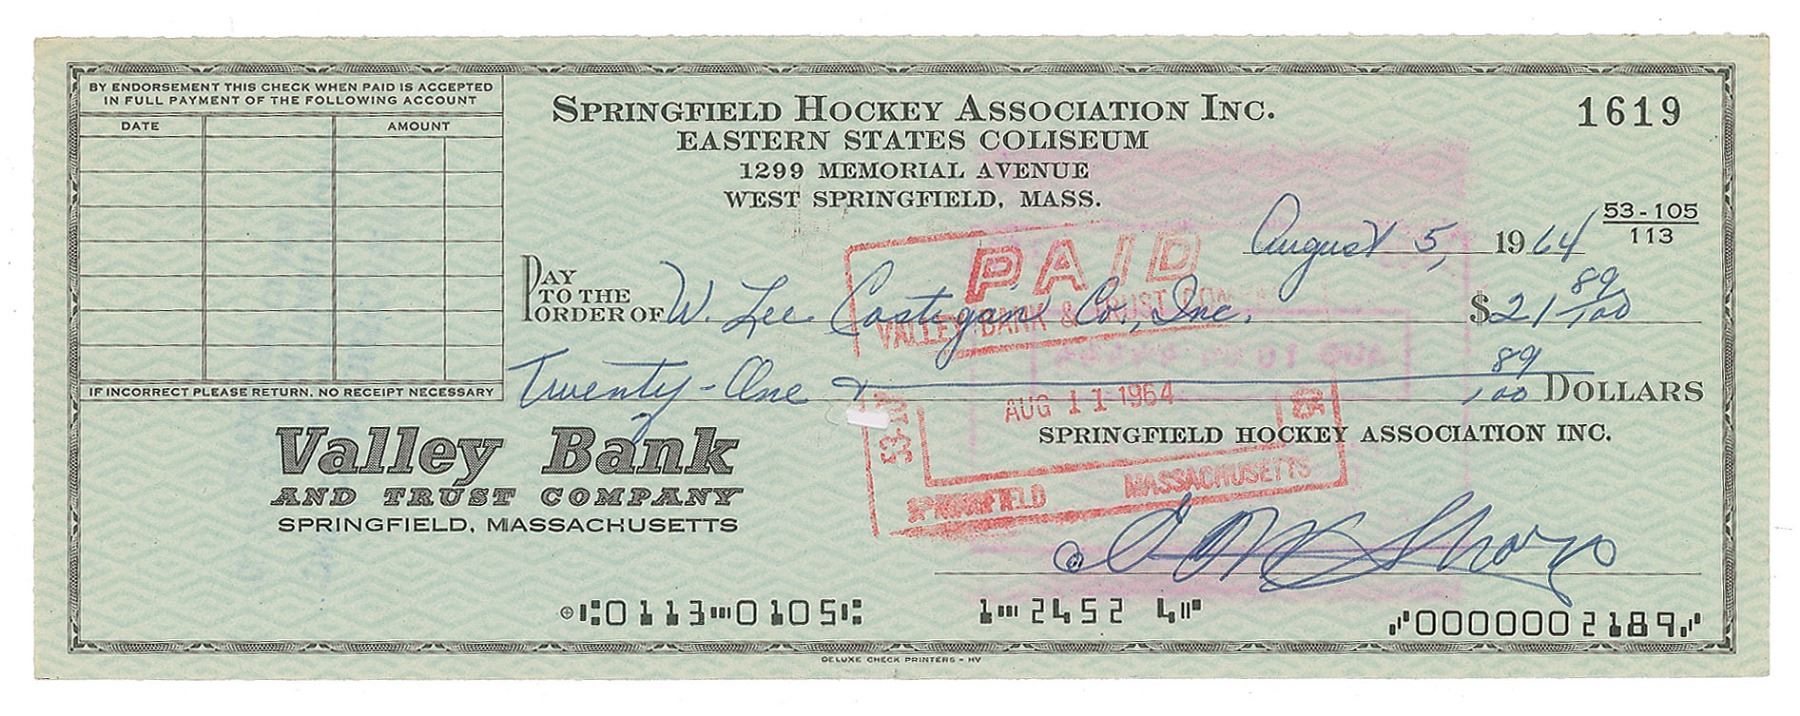 BY ENDORSEMENT THIS CHECK WHEN PAID IS ACCEPTED
IN FULL PAYMENT OF THE FOLLOWING ACCOUNT
DATE AMOUNT
IF INCORRECT PLEASE RETURN. NO RECEIPT NECESSARY
SPRINGFIELD HOCKEY ASSOCIATION INC.
EASTERN STATES COLISEUM
1299 MEMORIAL AVENUE
WEST SPRINGFIELD, MASS.
1619
53-105
113
August 5, 1964
PAY TO THE ORDER OF W. Lee Costigan Co., Inc. $21 89/100
Twenty-One & 89/100 DOLLARS
PAID
VALLEY BANK & TRUST
AUG 11 1964
SPRINGFIELD MASSACHUSETTS
SPRINGFIELD HOCKEY ASSOCIATION INC.
Valley Bank
AND TRUST COMPANY
SPRINGFIELD, MASSACHUSETTS
⑆0113⑉0105⑆ 1⑉2452 4⑈ ⑇0000002189⑇
DELUXE CHECK PRINTERS - HV